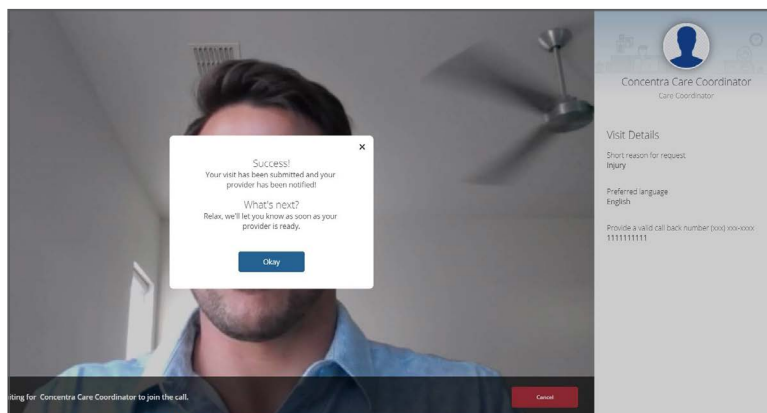 Success!
Your visit has been submitted and your
provider has been notified!
What's next?
Relax, we'll let you know as soon as your
provider is ready.
Okay
iting for Concentra Care Coordinator to join the call.
Cancel
Concentra Care Coordinator
Care Coordinator
Visit Details
Short reason for request
Injury
Preferred language
English
Provide a valid call back number (xxx) xxx-xxxx
1111111111